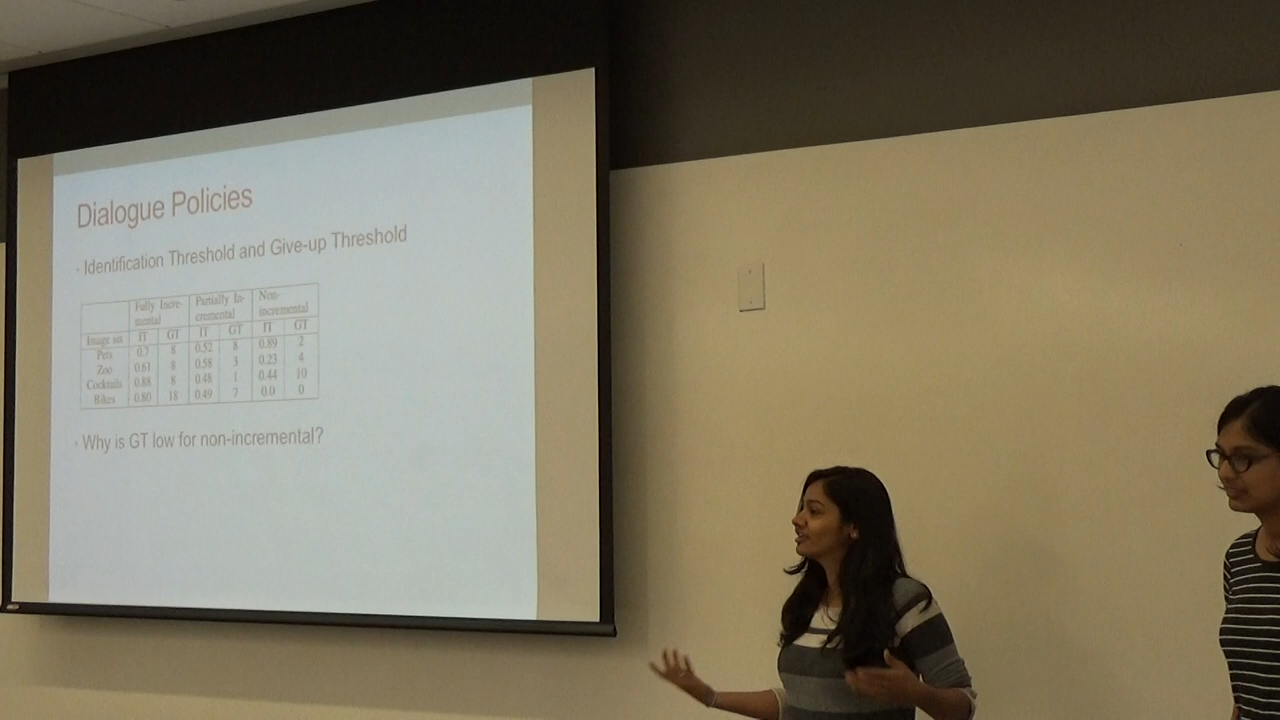 Dialogue Policies
· Identification Threshold and Give-up Threshold
Fully Incre- Partially In- Non-
mental cremental incremental
Image set IT GT IT GT IT GT
Pets 0.7 8 0.52 8 0.89 2
Zoo 0.61 8 0.58 3 0.23 4
Cocktails 0.88 8 0.48 1 0.44 10
Bikes 0.80 18 0.49 7 0.0 0
· Why is GT low for non-incremental?